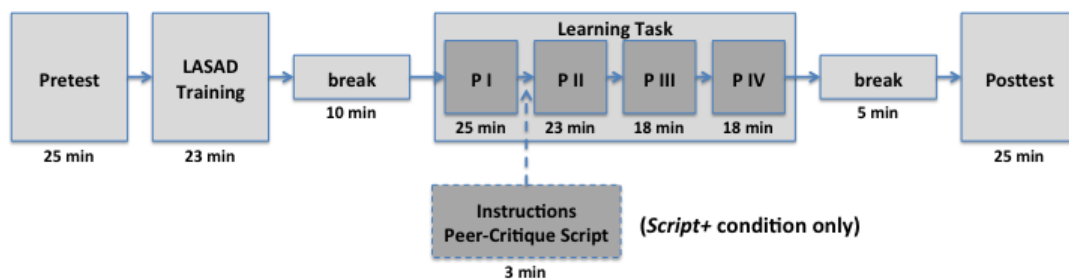 Pretest
25 min
LASAD
Training
23 min
break
10 min
Learning Task
P I
25 min
P II
23 min
P III
18 min
P IV
18 min
break
5 min
Posttest
25 min
Instructions
Peer-Critique Script
3 min
(Script+ condition only)